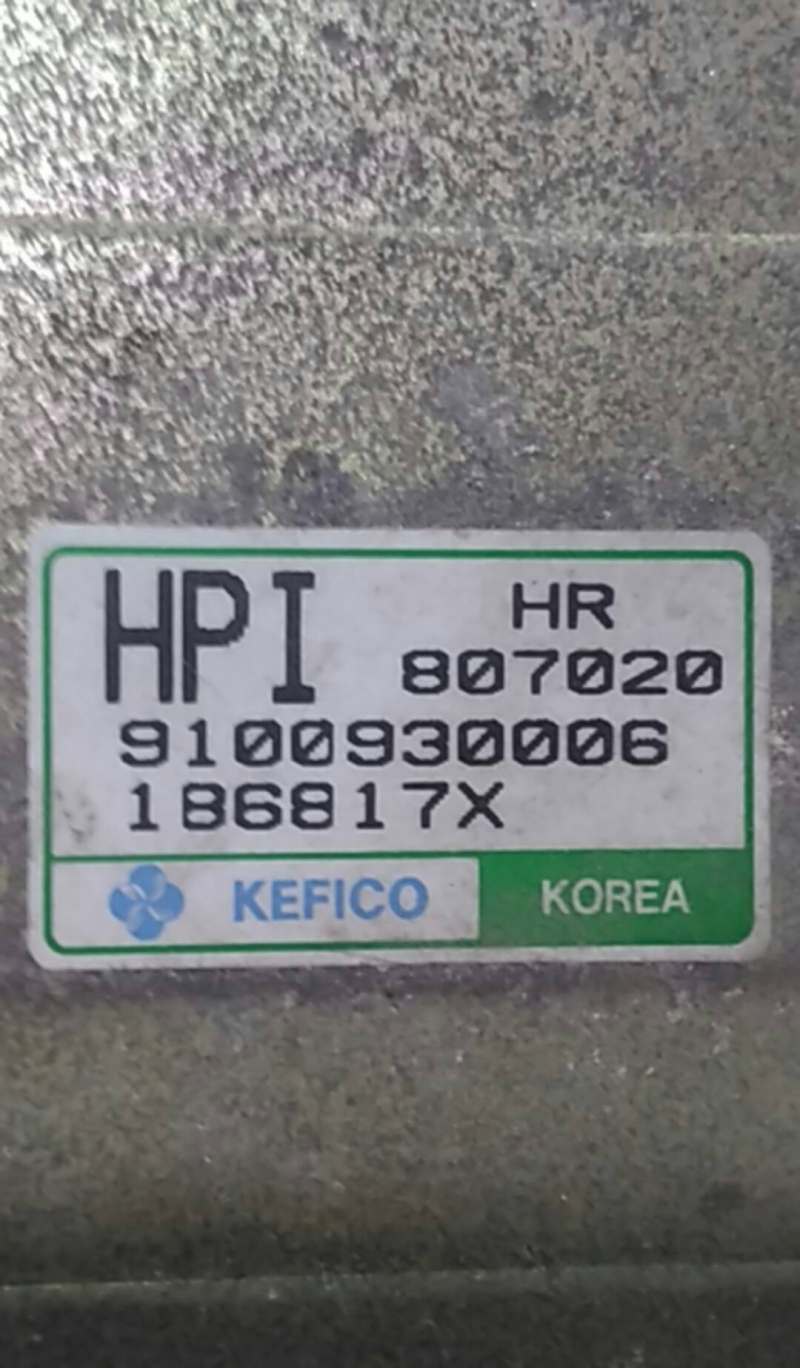 HPI HR
807020
9100930006
186817X
KEFICO KOREA